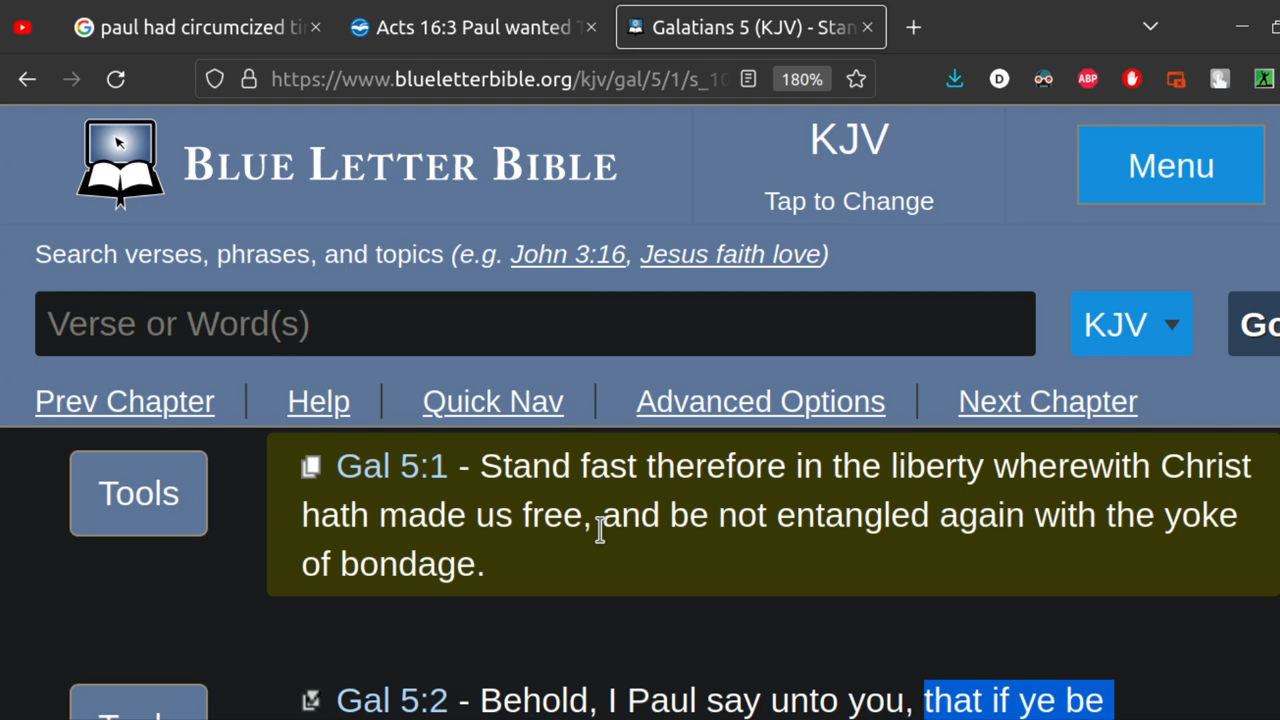 paul had circumcized ti
Acts 16:3 Paul wanted T
Galatians 5 (KJV) - Stan
https://www.blueletterbible.org/kjv/gal/5/1/s_10
180%
D
ABP
BLUE LETTER BIBLE
KJV
Tap to Change
Menu
Search verses, phrases, and topics (e.g. John 3:16, Jesus faith love)
Verse or Word(s)
KJV
Go
Prev Chapter
Help
Quick Nav
Advanced Options
Next Chapter
Tools
Gal 5:1 - Stand fast therefore in the liberty wherewith Christ
hath made us free, and be not entangled again with the yoke
of bondage.
Tools
Gal 5:2 - Behold, I Paul say unto you, that if ye be